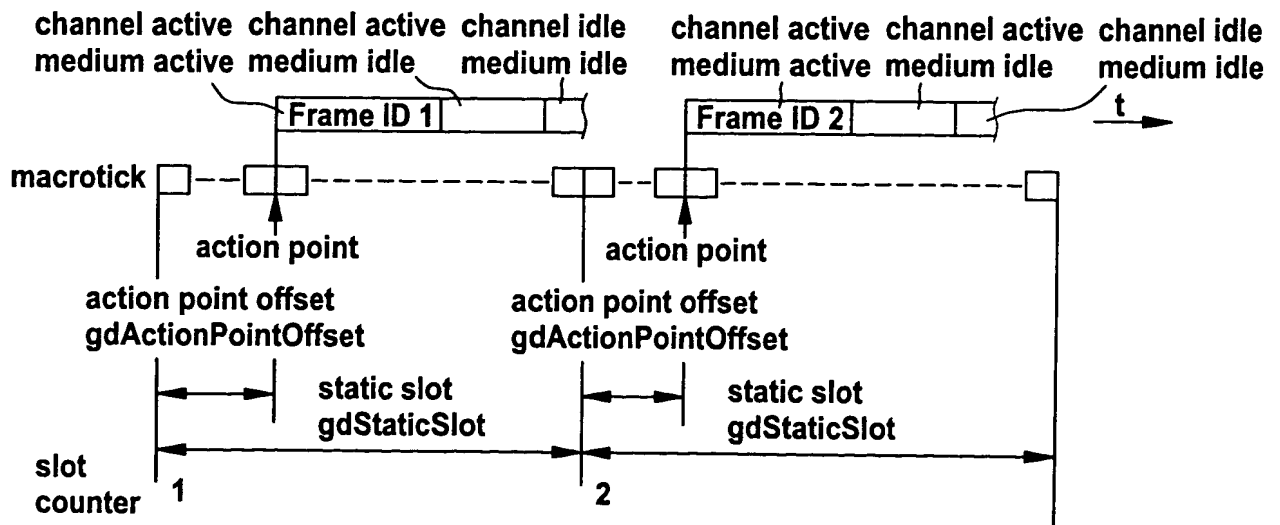 channel active channel active channel idle channel active channel active channel idle
medium active medium idle medium idle medium active medium idle medium idle
Frame ID 1 Frame ID 2 t
macrotick
action point action point
action point offset action point offset
gdActionPointOffset gdActionPointOffset
static slot static slot
gdStaticSlot gdStaticSlot
slot
counter 1 2